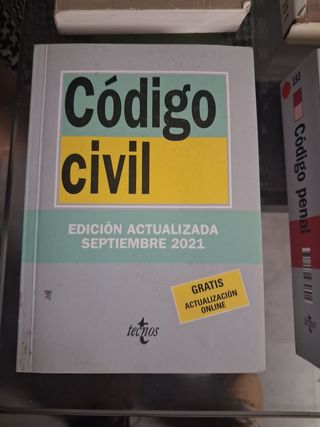 Código
civil
EDICIÓN ACTUALIZADA
SEPTIEMBRE 2021
GRATIS
ACTUALIZACIÓN
ONLINE
tecnos
Código penal